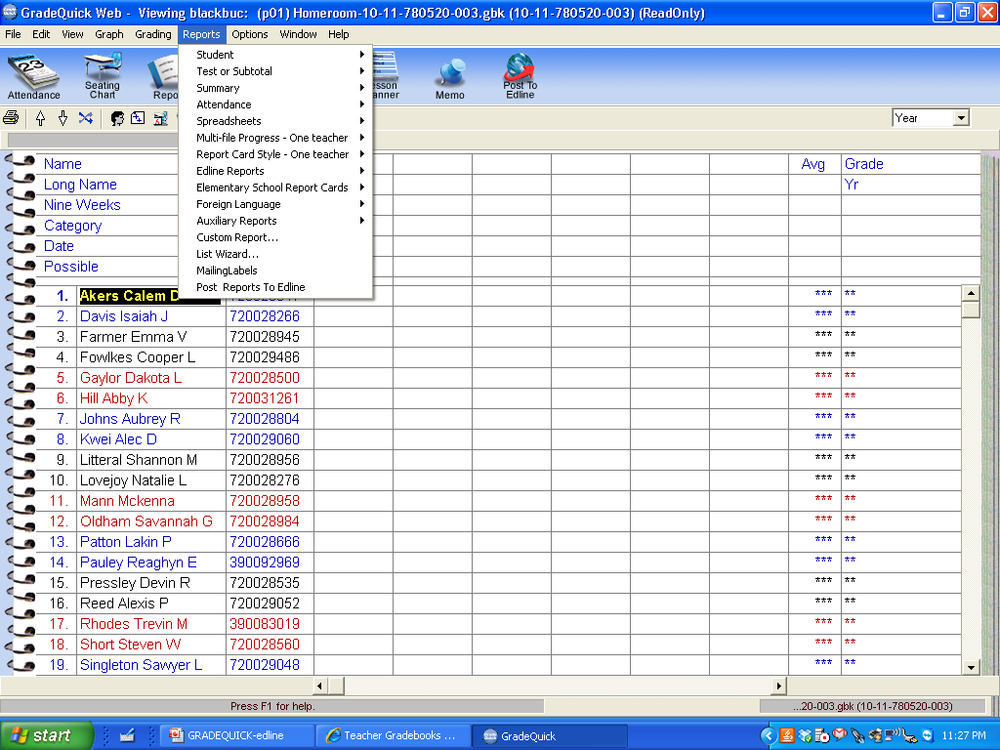 GradeQuick Web - Viewing blackbuc: (p01) Homeroom-10-11-780520-003.gbk (10-11-780520-003) (ReadOnly)
File Edit View Graph Grading Reports Options Window Help
Attendance
Seating
Chart
Repo
esson
anner
Memo
Post To
Edline
Year
Student
Test or Subtotal
Summary
Attendance
Spreadsheets
Multi-file Progress - One teacher
Report Card Style - One teacher
Edline Reports
Elementary School Report Cards
Foreign Language
Auxiliary Reports
Custom Report...
List Wizard...
MailingLabels
Post Reports To Edline
Name Avg Grade
Long Name Yr
Nine Weeks
Category
Date
Possible
1. Akers Calem *** **
2. Davis Isaiah J 720028266 *** **
3. Farmer Emma V 720028945 *** **
4. Fowlkes Cooper L 720029486 *** **
5. Gaylor Dakota L 720028500 *** **
6. Hill Abby K 720031261 *** **
7. Johns Aubrey R 720028804 *** **
8. Kwei Alec D 720029060 *** **
9. Litteral Shannon M 720028956 *** **
10. Lovejoy Natalie L 720028276 *** **
11. Mann Mckenna 720028958 *** **
12. Oldham Savannah G 720028984 *** **
13. Patton Lakin P 720028666 *** **
14. Pauley Reaghyn E 390092969 *** **
15. Pressley Devin R 720028535 *** **
16. Reed Alexis P 720029052 *** **
17. Rhodes Trevin M 390083019 *** **
18. Short Steven W 720028560 *** **
19. Singleton Sawyer L 720029048 *** **
Press F1 for help. ...20-003.gbk (10-11-780520-003)
start GRADEQUICK-edline Teacher Gradebooks ... GradeQuick 11:27 PM